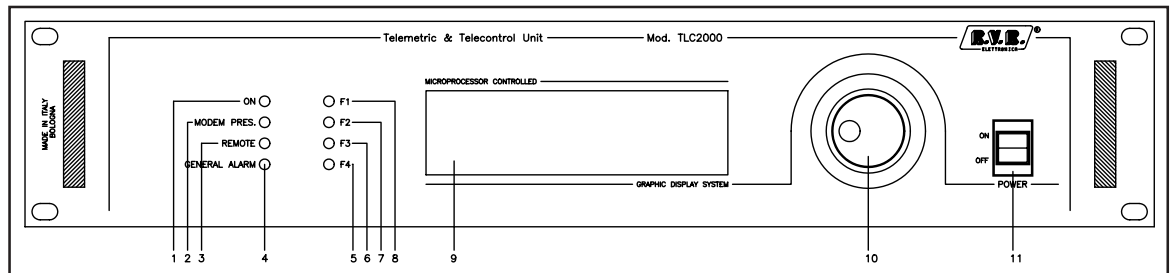 Telemetric & Telecontrol Unit Mod. TLC2000
R.V.R.®
ELETTRONICA
MADE IN ITALY
BOLOGNA
MICROPROCESSOR CONTROLLED
ON F1
MODEM PRES. F2
REMOTE F3
GENERAL ALARM F4
ON
OFF
GRAPHIC DISPLAY SYSTEM
POWER
1 2 3 4 5 6 7 8 9 10 11